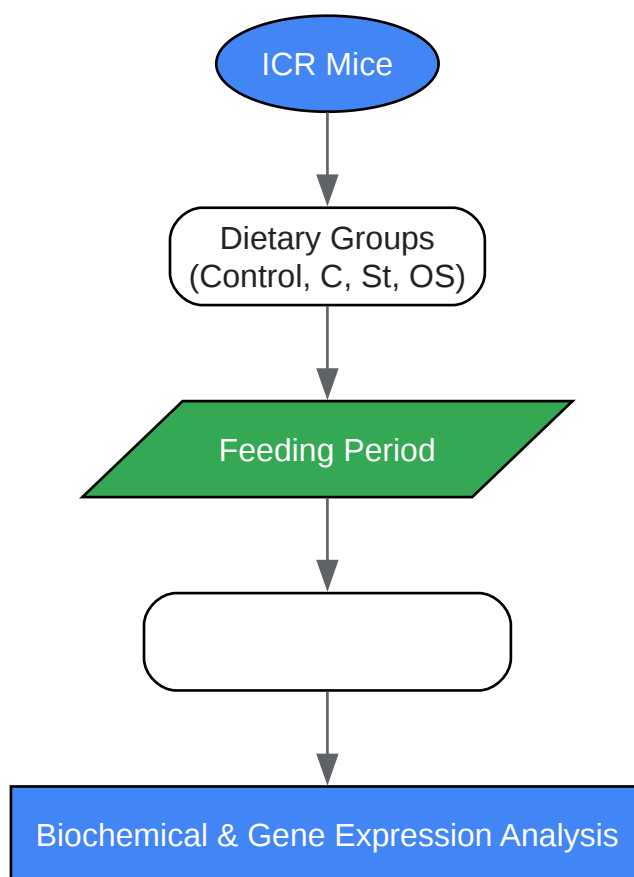 ICR Mice
Dietary Groups
(Control, C, St, OS)
Feeding Period
Biochemical & Gene Expression Analysis